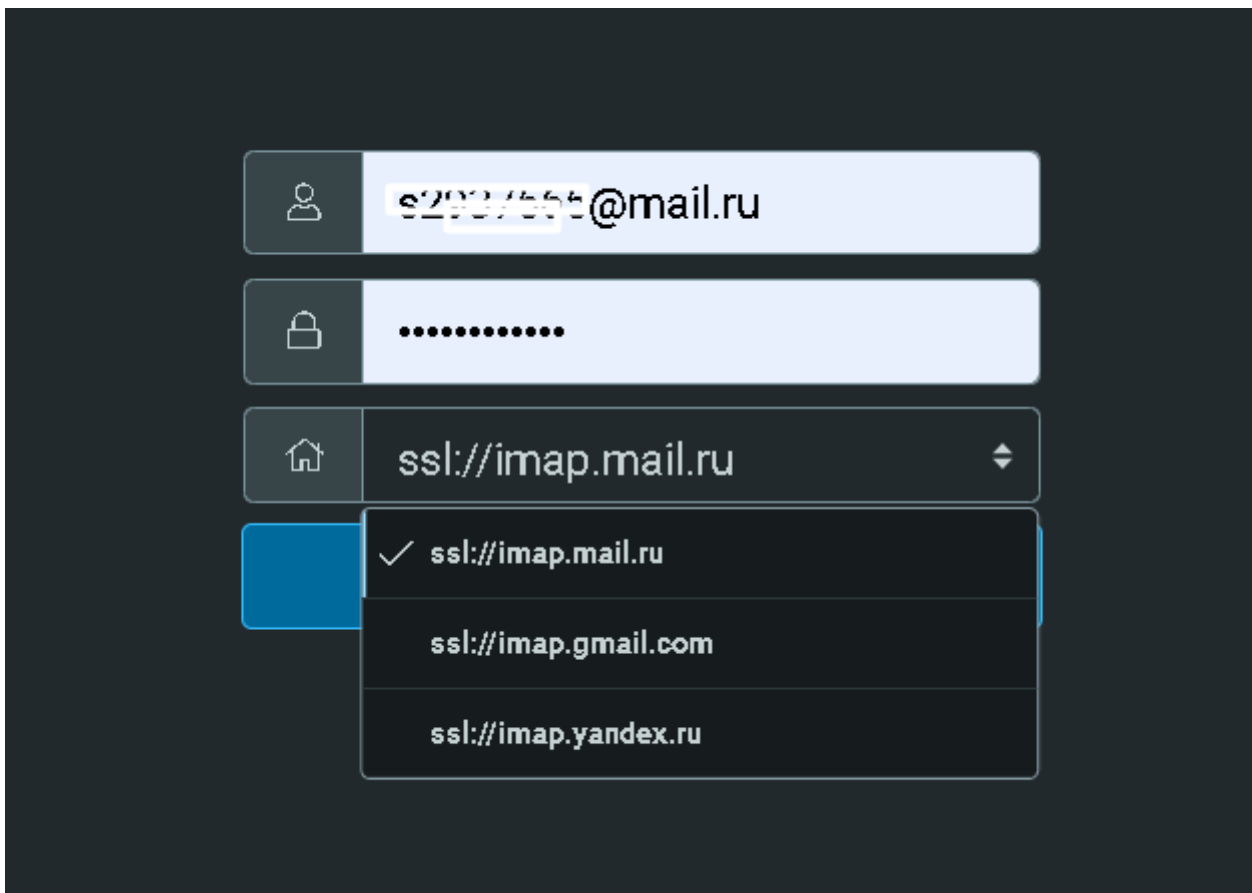 @mail.ru
••••••••••••
ssl://imap.mail.ru
ssl://imap.mail.ru
ssl://imap.gmail.com
ssl://imap.yandex.ru